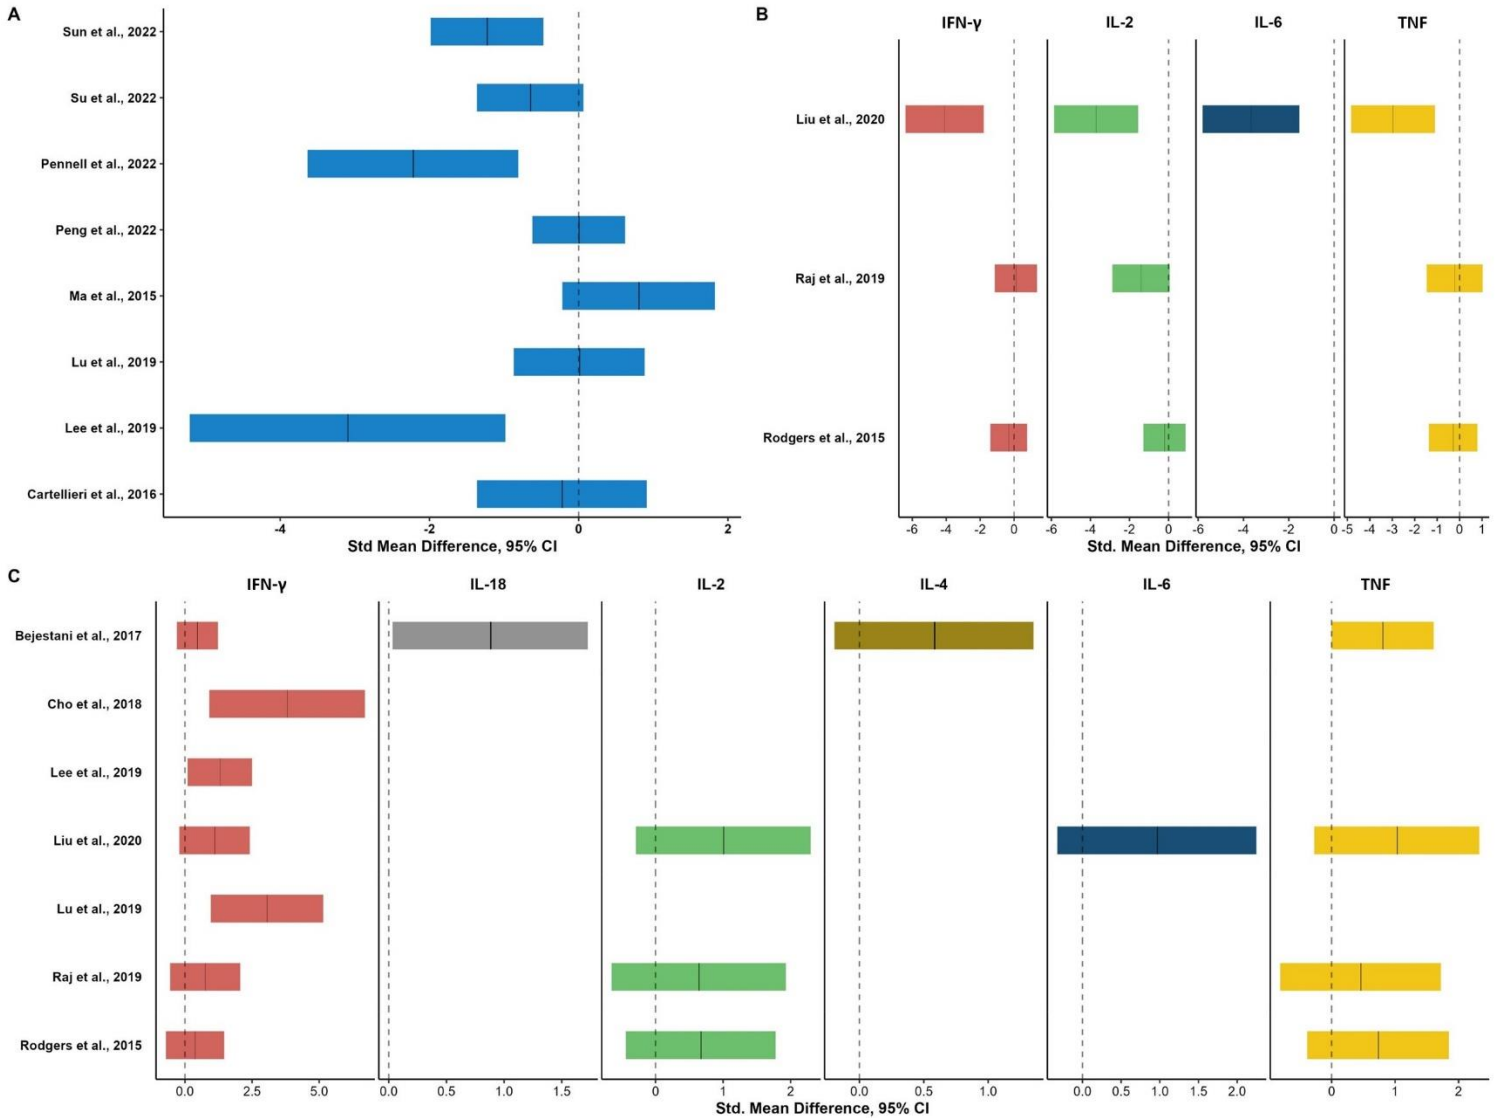 A
Sun et al., 2022
Su et al., 2022
Pennell et al., 2022
Peng et al., 2022
Ma et al., 2015
Lu et al., 2019
Lee et al., 2019
Cartellieri et al., 2016
-4 -2 0 2
Std Mean Difference, 95% CI
B
IFN-γ IL-2 IL-6 TNF
Liu et al., 2020
Raj et al., 2019
Rodgers et al., 2015
-6 -4 -2 0 -6 -4 -2 0 -6 -4 -2 0 -5 -4 -3 -2 -1 0 1
Std. Mean Difference, 95% CI
C
IFN-γ IL-18 IL-2 IL-4 IL-6 TNF
Bejestani et al., 2017
Cho et al., 2018
Lee et al., 2019
Liu et al., 2020
Lu et al., 2019
Raj et al., 2019
Rodgers et al., 2015
0.0 2.5 5.0 0.0 0.5 1.0 1.5 0 1 2 0.0 0.5 1.0 0.0 0.5 1.0 1.5 2.0 0 1 2
Std. Mean Difference, 95% CI